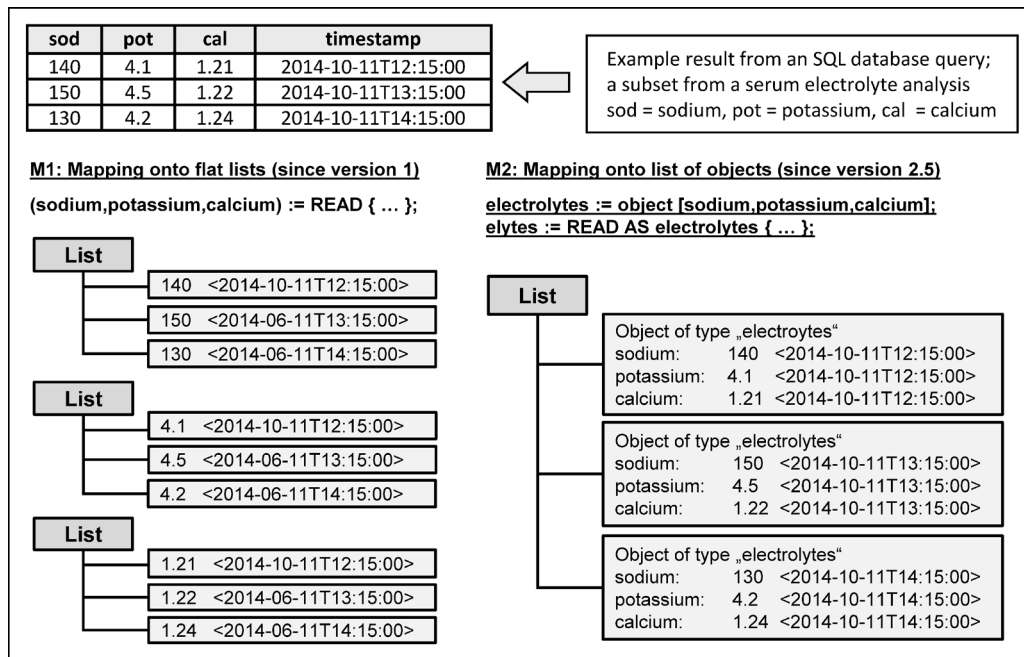 sod pot cal timestamp
140 4.1 1.21 2014-10-11T12:15:00
150 4.5 1.22 2014-10-11T13:15:00
130 4.2 1.24 2014-10-11T14:15:00
Example result from an SQL database query;
a subset from a serum electrolyte analysis
sod = sodium, pot = potassium, cal = calcium
M1: Mapping onto flat lists (since version 1)
(sodium,potassium,calcium) := READ { … };
List
140 <2014-10-11T12:15:00>
150 <2014-06-11T13:15:00>
130 <2014-06-11T14:15:00>
List
4.1 <2014-10-11T12:15:00>
4.5 <2014-06-11T13:15:00>
4.2 <2014-06-11T14:15:00>
List
1.21 <2014-10-11T12:15:00>
1.22 <2014-06-11T13:15:00>
1.24 <2014-06-11T14:15:00>
M2: Mapping onto list of objects (since version 2.5)
electrolytes := object [sodium,potassium,calcium];
elytes := READ AS electrolytes { … };
List
Object of type „electroytes“
sodium: 140 <2014-10-11T12:15:00>
potassium: 4.1 <2014-10-11T12:15:00>
calcium: 1.21 <2014-10-11T12:15:00>
Object of type „electrolytes“
sodium: 150 <2014-10-11T13:15:00>
potassium: 4.5 <2014-10-11T13:15:00>
calcium: 1.22 <2014-10-11T13:15:00>
Object of type „electrolytes“
sodium: 130 <2014-10-11T14:15:00>
potassium: 4.2 <2014-10-11T14:15:00>
calcium: 1.24 <2014-10-11T14:15:00>